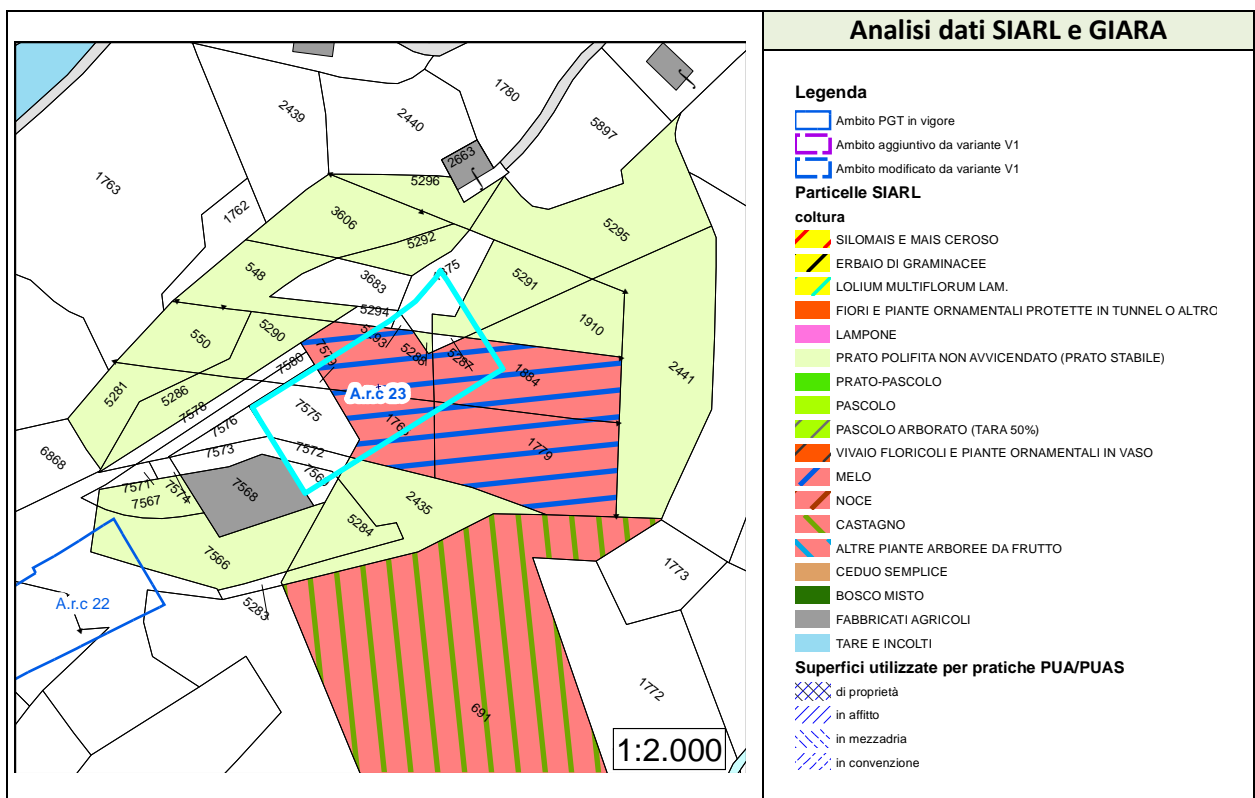 Analisi dati SIARL e GIARA
Legenda
Ambito PGT in vigore
Ambito aggiuntivo da variante V1
Ambito modificato da variante V1
Particelle SIARL
coltura
SILOMAIS E MAIS CEROSO
ERBAIO DI GRAMINACEE
LOLIUM MULTIFLORUM LAM.
FIORI E PIANTE ORNAMENTALI PROTETTE IN TUNNEL O ALTRO
LAMPONE
PRATO POLIFITA NON AVVICENDATO (PRATO STABILE)
PRATO-PASCOLO
PASCOLO
PASCOLO ARBORATO (TARA 50%)
VIVAIO FLORICOLI E PIANTE ORNAMENTALI IN VASO
MELO
NOCE
CASTAGNO
ALTRE PIANTE ARBOREE DA FRUTTO
CEDUO SEMPLICE
BOSCO MISTO
FABBRICATI AGRICOLI
TARE E INCOLTI
Superfici utilizzate per pratiche PUA/PUAS
di proprietà
in affitto
in mezzadria
in convenzione
1780
2439
2440
5897
2663
1763
5296
1762
3606
5295
5292
548
3683
5291
5294
1910
5290
550
2441
7580
5287
1884
5281
5286
A.r.c 23
7578
7575
7576
1779
7573
7572
6868
7568
7574
7567
2435
5284
7566
1773
A.r.c 22
5283
1772
691
1:2.000